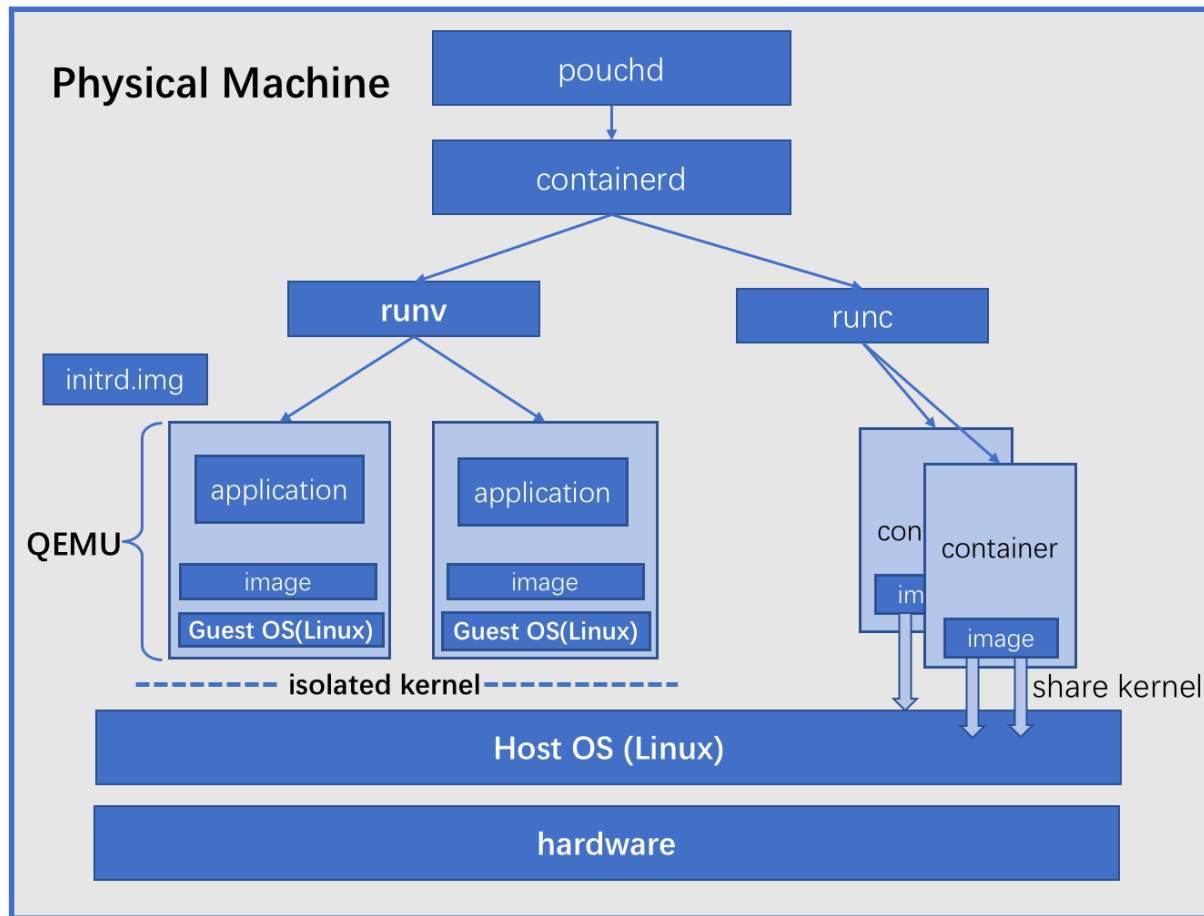 Physical Machine
pouchd
containerd
runv
runc
initrd.img
QEMU
application
image
Guest OS(Linux)
application
image
Guest OS(Linux)
container
image
isolated kernel
share kernel
Host OS (Linux)
hardware